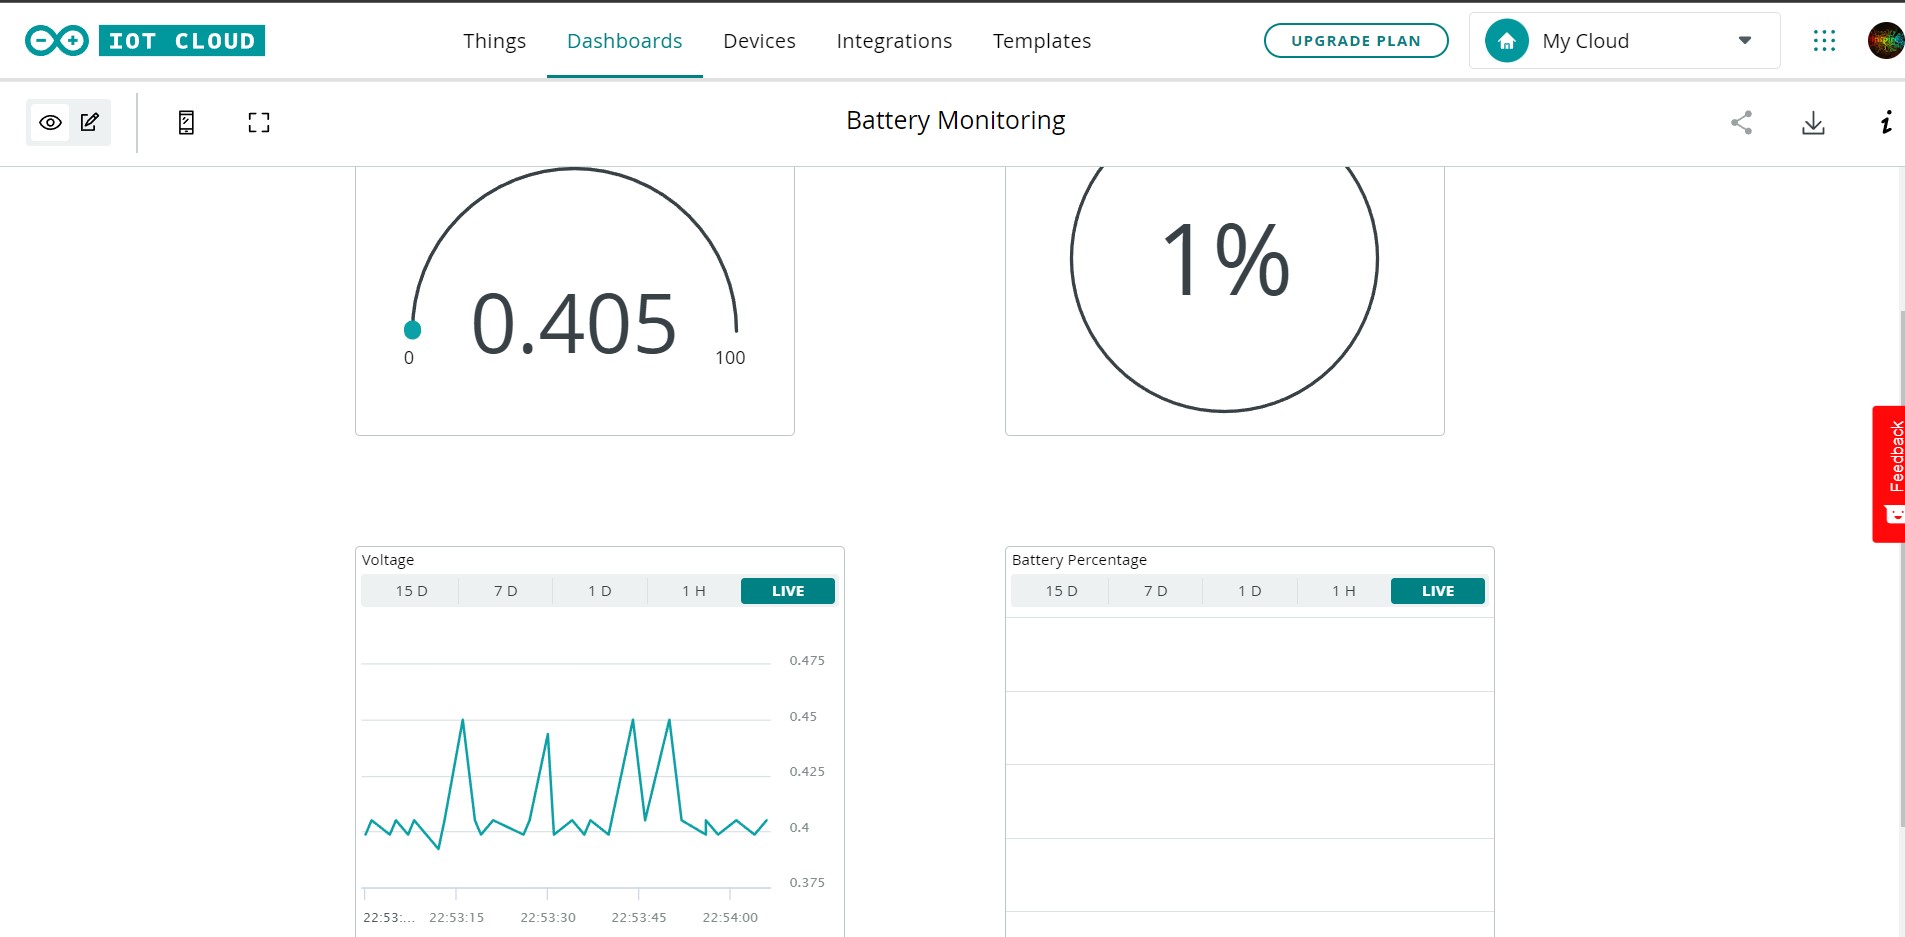 IOT CLOUD
Things
Dashboards
Devices
Integrations
Templates
UPGRADE PLAN
My Cloud
Battery Monitoring
0.405
0
100
1%
Feedback
Voltage
15 D
7 D
1 D
1 H
LIVE
0.475
0.45
0.425
0.4
0.375
22:53:...
22:53:15
22:53:30
22:53:45
22:54:00
Battery Percentage
15 D
7 D
1 D
1 H
LIVE